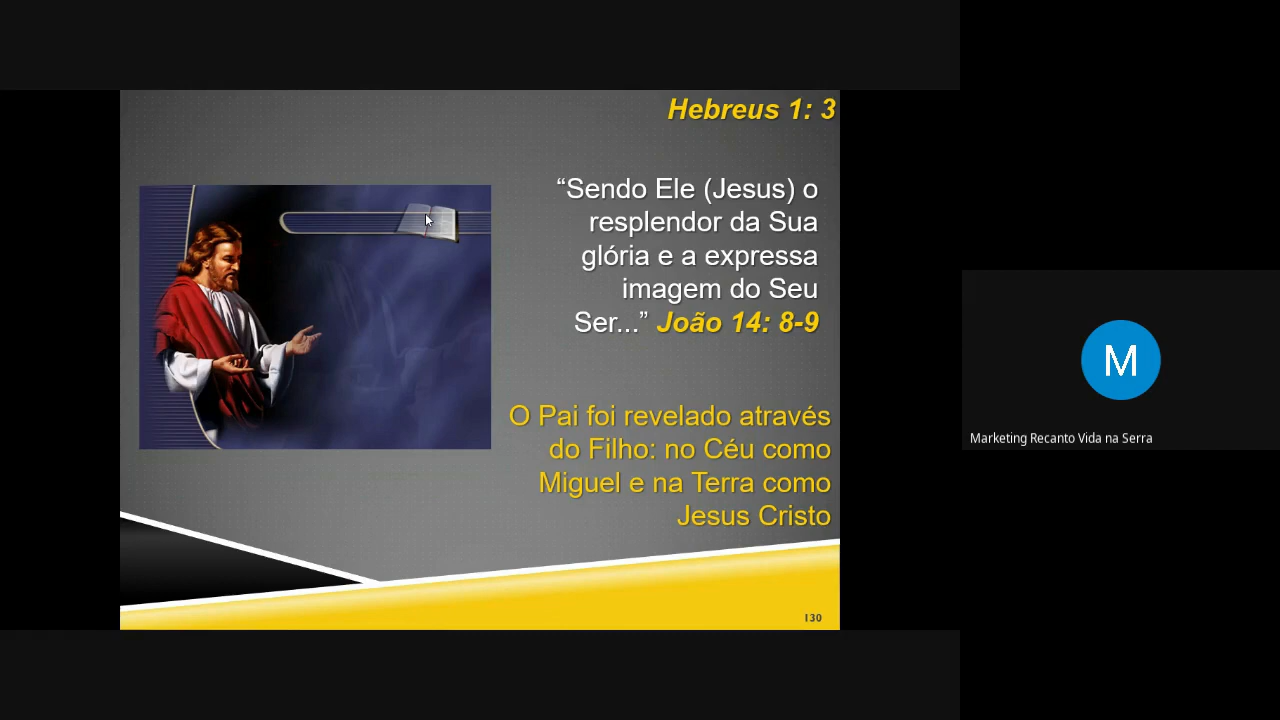 Hebreus 1: 3
“Sendo Ele (Jesus) o
resplendor da Sua
glória e a expressa
imagem do Seu
Ser...” João 14: 8-9
O Pai foi revelado através
do Filho: no Céu como
Miguel e na Terra como
Jesus Cristo
130
M
Marketing Recanto Vida na Serra